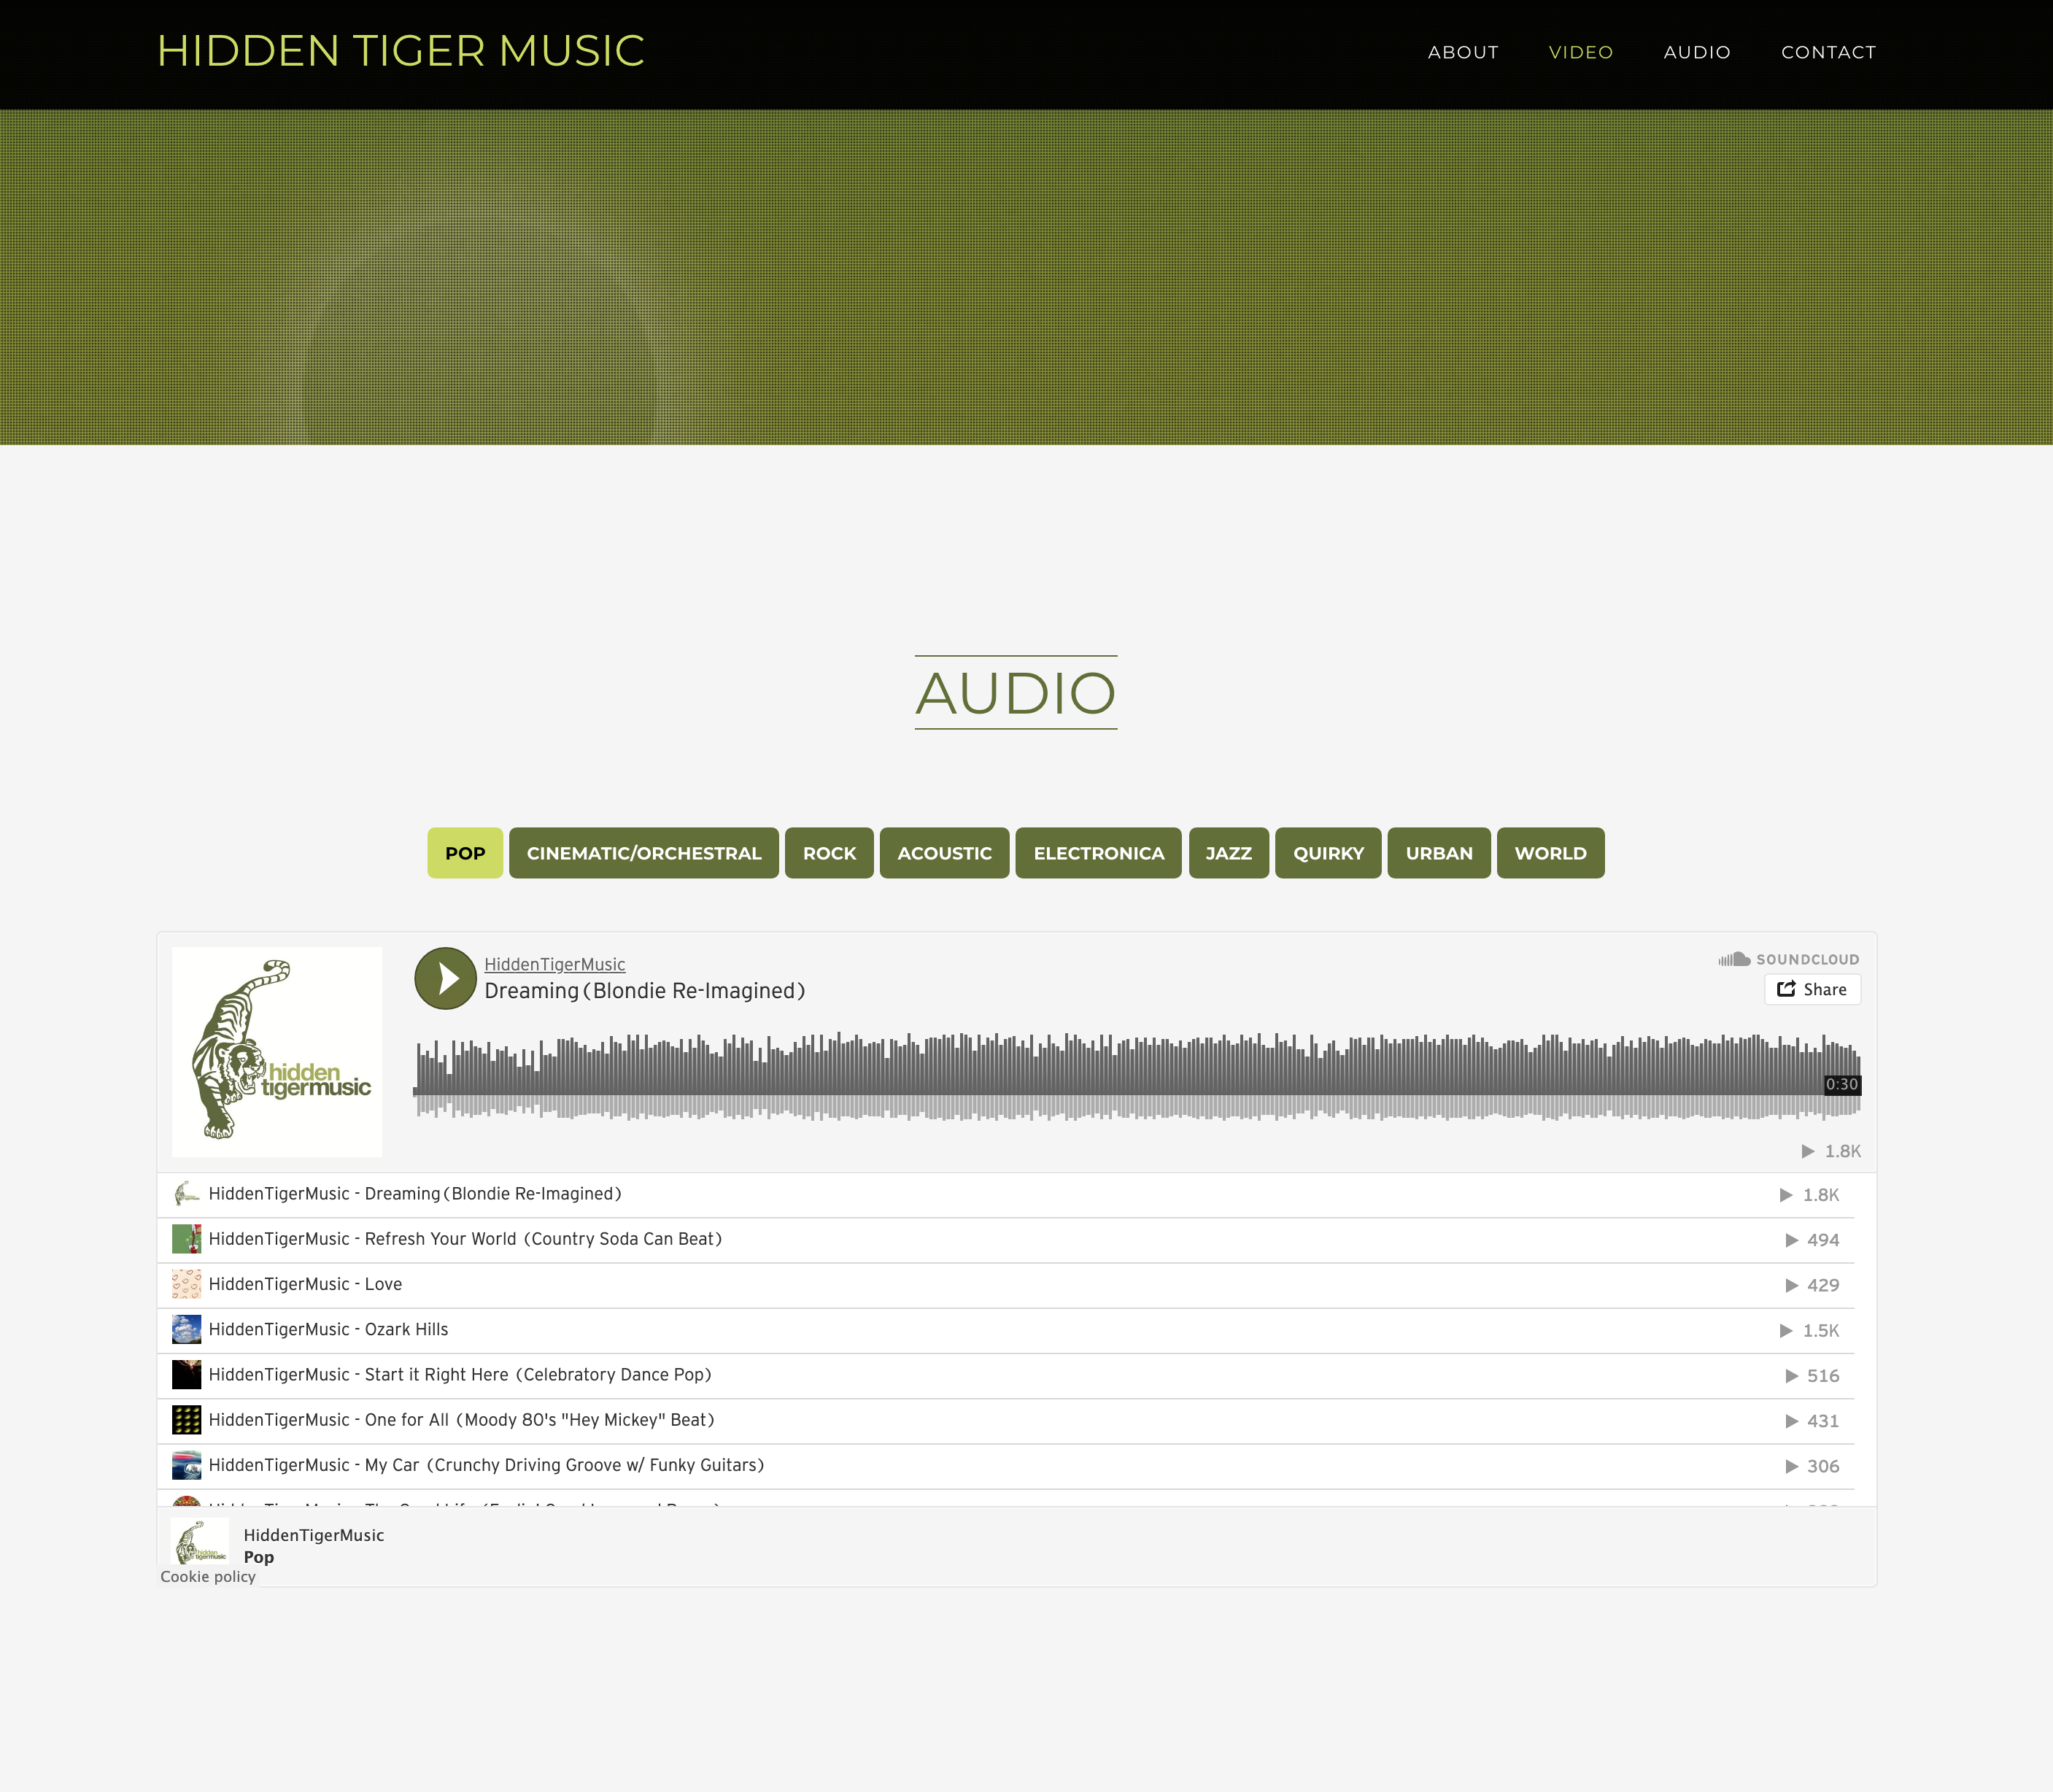 HIDDEN TIGER MUSIC
ABOUT VIDEO AUDIO CONTACT
AUDIO
POP CINEMATIC/ORCHESTRAL ROCK ACOUSTIC ELECTRONICA JAZZ QUIRKY URBAN WORLD
hidden
tigermusic
HiddenTigerMusic
Dreaming (Blondie Re-Imagined)
SOUNDCLOUD
Share
0:30
1.8K
HiddenTigerMusic - Dreaming (Blondie Re-Imagined) 1.8K
HiddenTigerMusic - Refresh Your World (Country Soda Can Beat) 494
HiddenTigerMusic - Love 429
HiddenTigerMusic - Ozark Hills 1.5K
HiddenTigerMusic - Start it Right Here (Celebratory Dance Pop) 516
HiddenTigerMusic - One for All (Moody 80's "Hey Mickey" Beat) 431
HiddenTigerMusic - My Car (Crunchy Driving Groove w/ Funky Guitars) 306
hidden
tigermusic
HiddenTigerMusic
Pop
Cookie policy